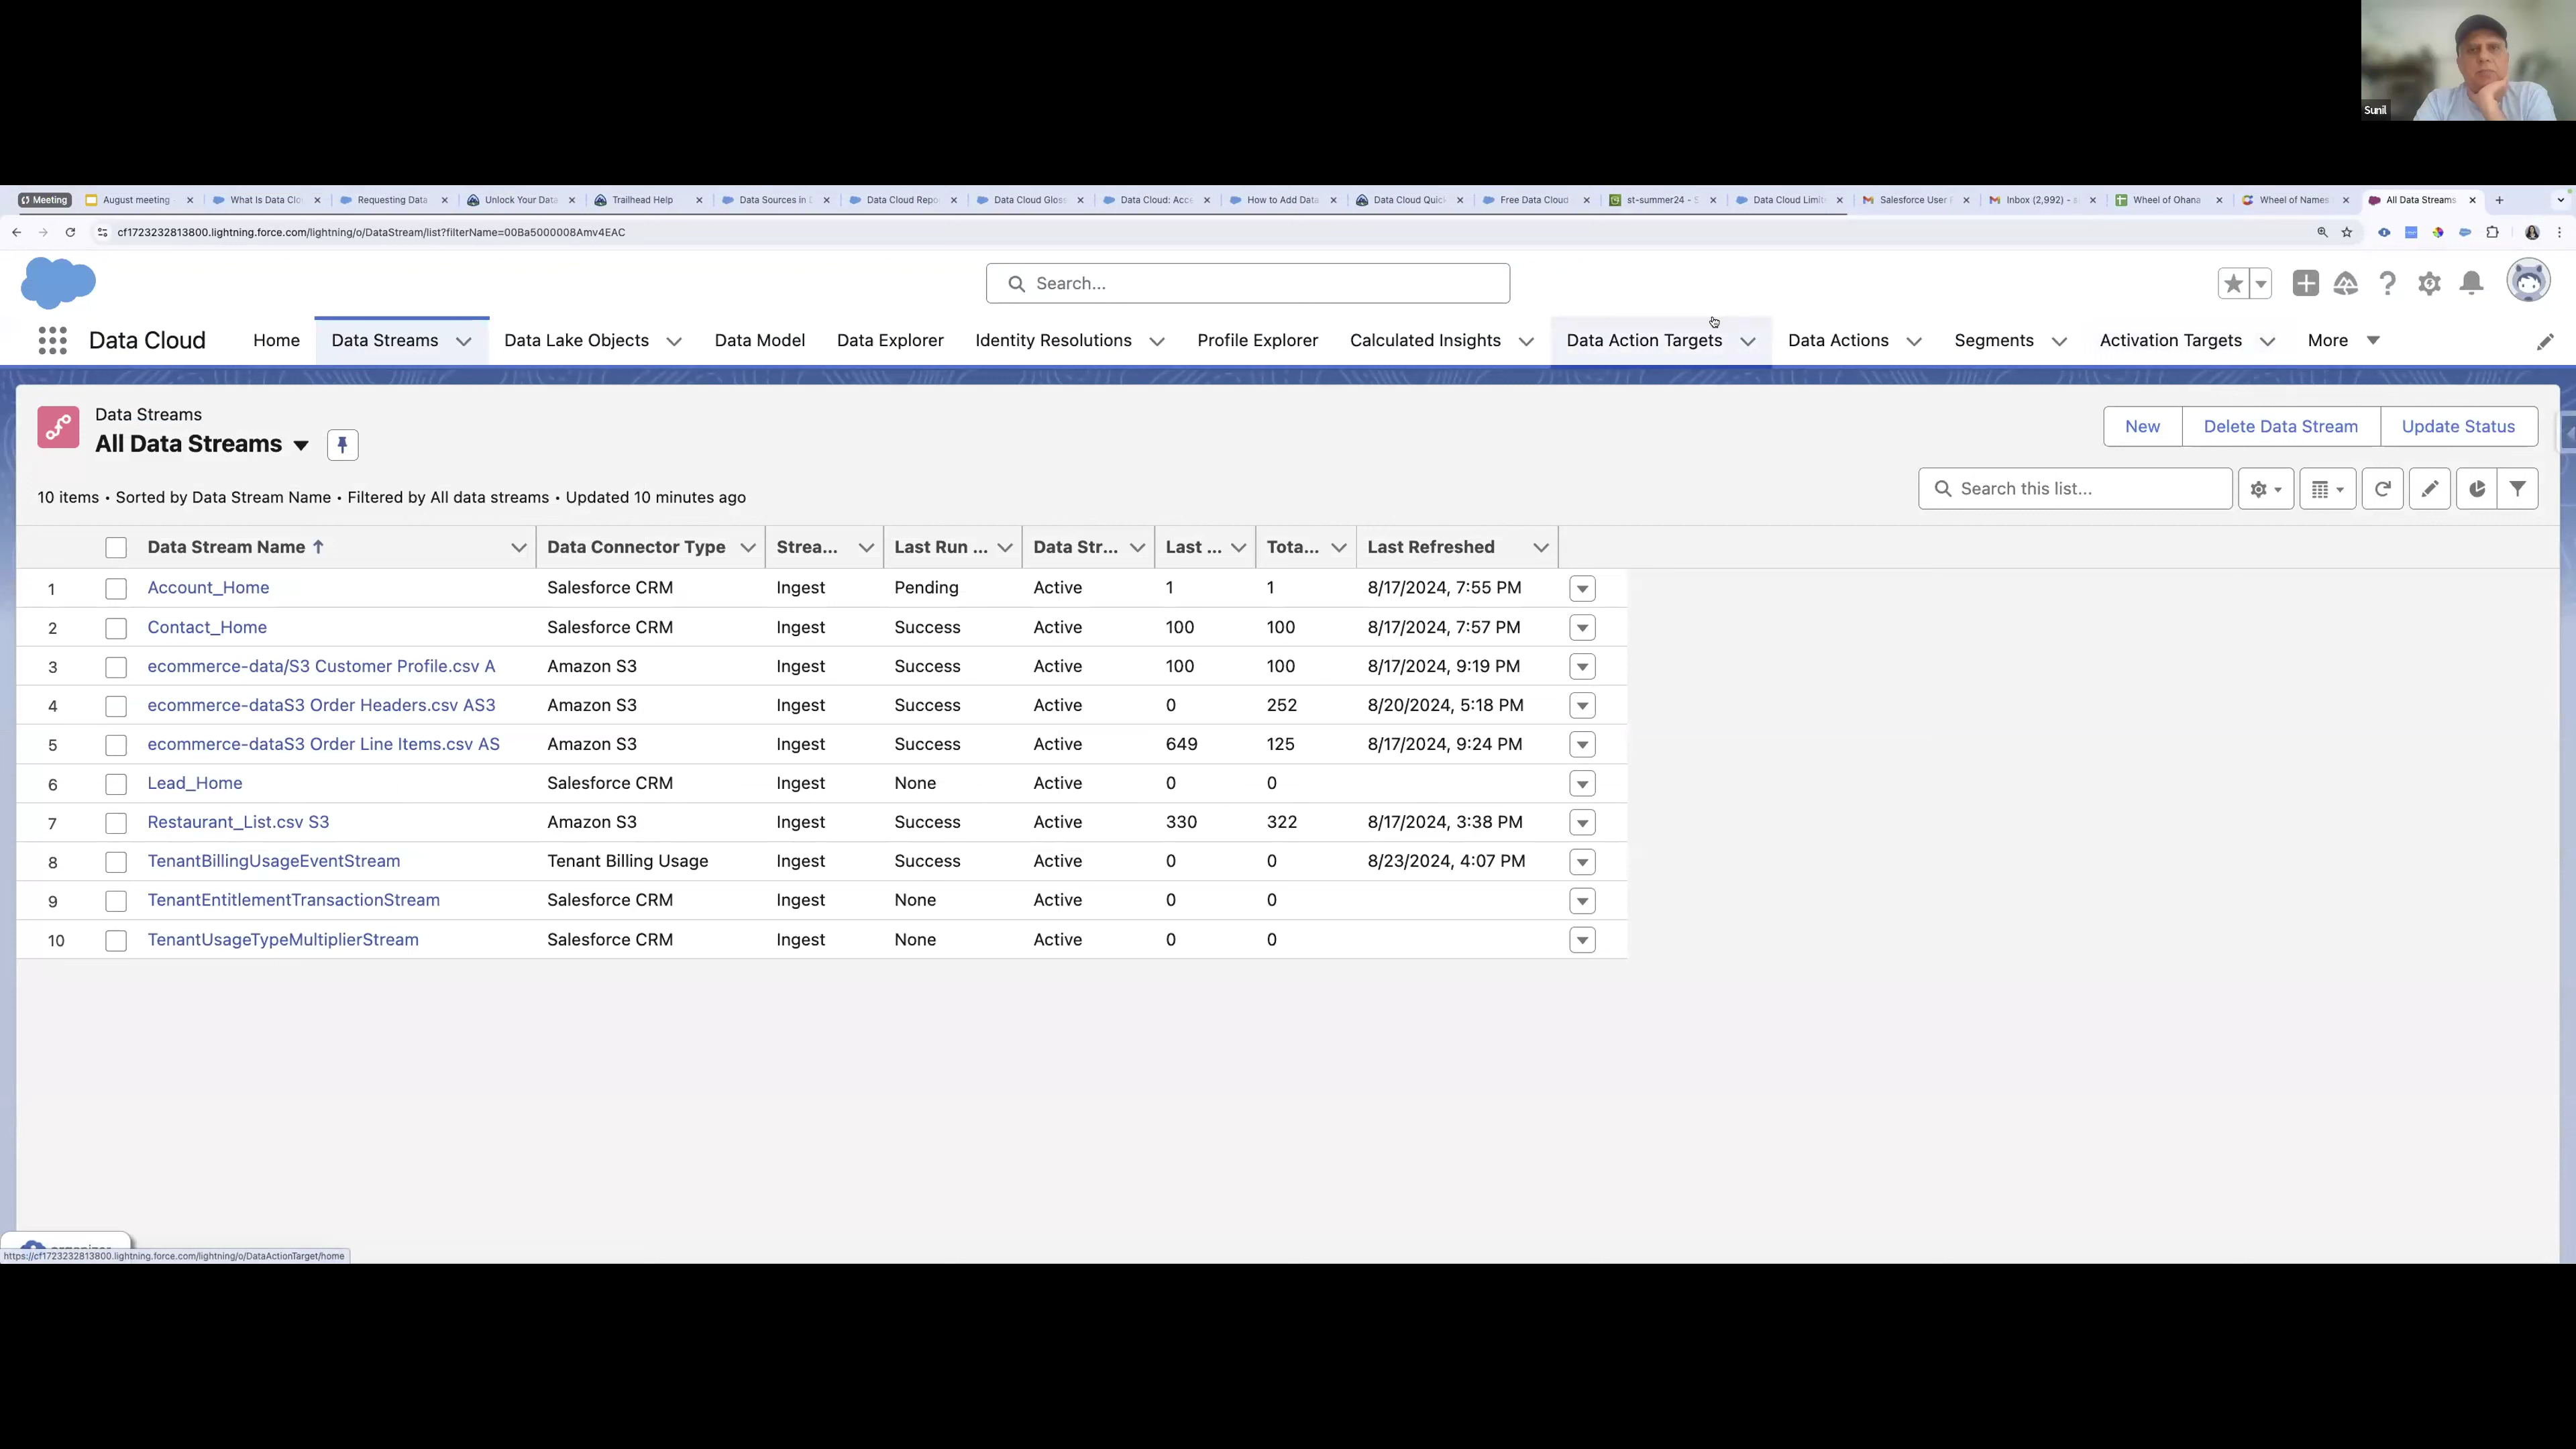 Sunil
Meeting August meeting What Is Data Clo Requesting Data Unlock Your Data Trailhead Help Data Sources in Data Cloud Repo Data Cloud Glos Data Cloud: Acce How to Add Data Data Cloud Quic Free Data Cloud st-summer24 - S Data Cloud Limit Salesforce User Inbox (2,992) - Wheel of Ohana Wheel of Names All Data Streams
cf1723232813800.lightning.force.com/lightning/o/DataStream/list?filterName=00Ba5000008Amv4EAC
Search...
Data Cloud Home Data Streams Data Lake Objects Data Model Data Explorer Identity Resolutions Profile Explorer Calculated Insights Data Action Targets Data Actions Segments Activation Targets More
Data Streams
All Data Streams
New Delete Data Stream Update Status
10 items • Sorted by Data Stream Name • Filtered by All data streams • Updated 10 minutes ago
Search this list...
Data Stream Name Data Connector Type Strea... Last Run ... Data Str... Last ... Tota... Last Refreshed
1 Account_Home Salesforce CRM Ingest Pending Active 1 1 8/17/2024, 7:55 PM
2 Contact_Home Salesforce CRM Ingest Success Active 100 100 8/17/2024, 7:57 PM
3 ecommerce-data/S3 Customer Profile.csv A Amazon S3 Ingest Success Active 100 100 8/17/2024, 9:19 PM
4 ecommerce-dataS3 Order Headers.csv AS3 Amazon S3 Ingest Success Active 0 252 8/20/2024, 5:18 PM
5 ecommerce-dataS3 Order Line Items.csv AS Amazon S3 Ingest Success Active 649 125 8/17/2024, 9:24 PM
6 Lead_Home Salesforce CRM Ingest None Active 0 0
7 Restaurant_List.csv S3 Amazon S3 Ingest Success Active 330 322 8/17/2024, 3:38 PM
8 TenantBillingUsageEventStream Tenant Billing Usage Ingest Success Active 0 0 8/23/2024, 4:07 PM
9 TenantEntitlementTransactionStream Salesforce CRM Ingest None Active 0 0
10 TenantUsageTypeMultiplierStream Salesforce CRM Ingest None Active 0 0
https://cf1723232813800.lightning.force.com/lightning/o/DataActionTarget/home